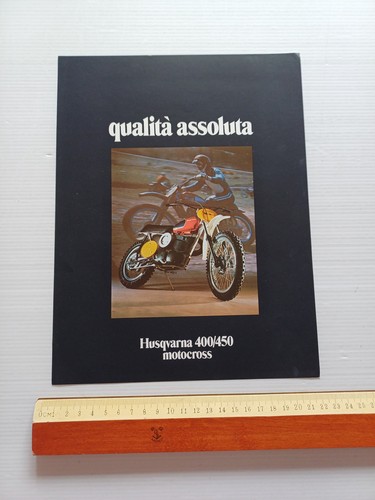 qualità assoluta
Husqvarna 400/450
motocross
0CM1 2 3 4 5 6 7 8 9 10 11 12 13 14 15 16 17 18 19 20 21 22 23 24 25